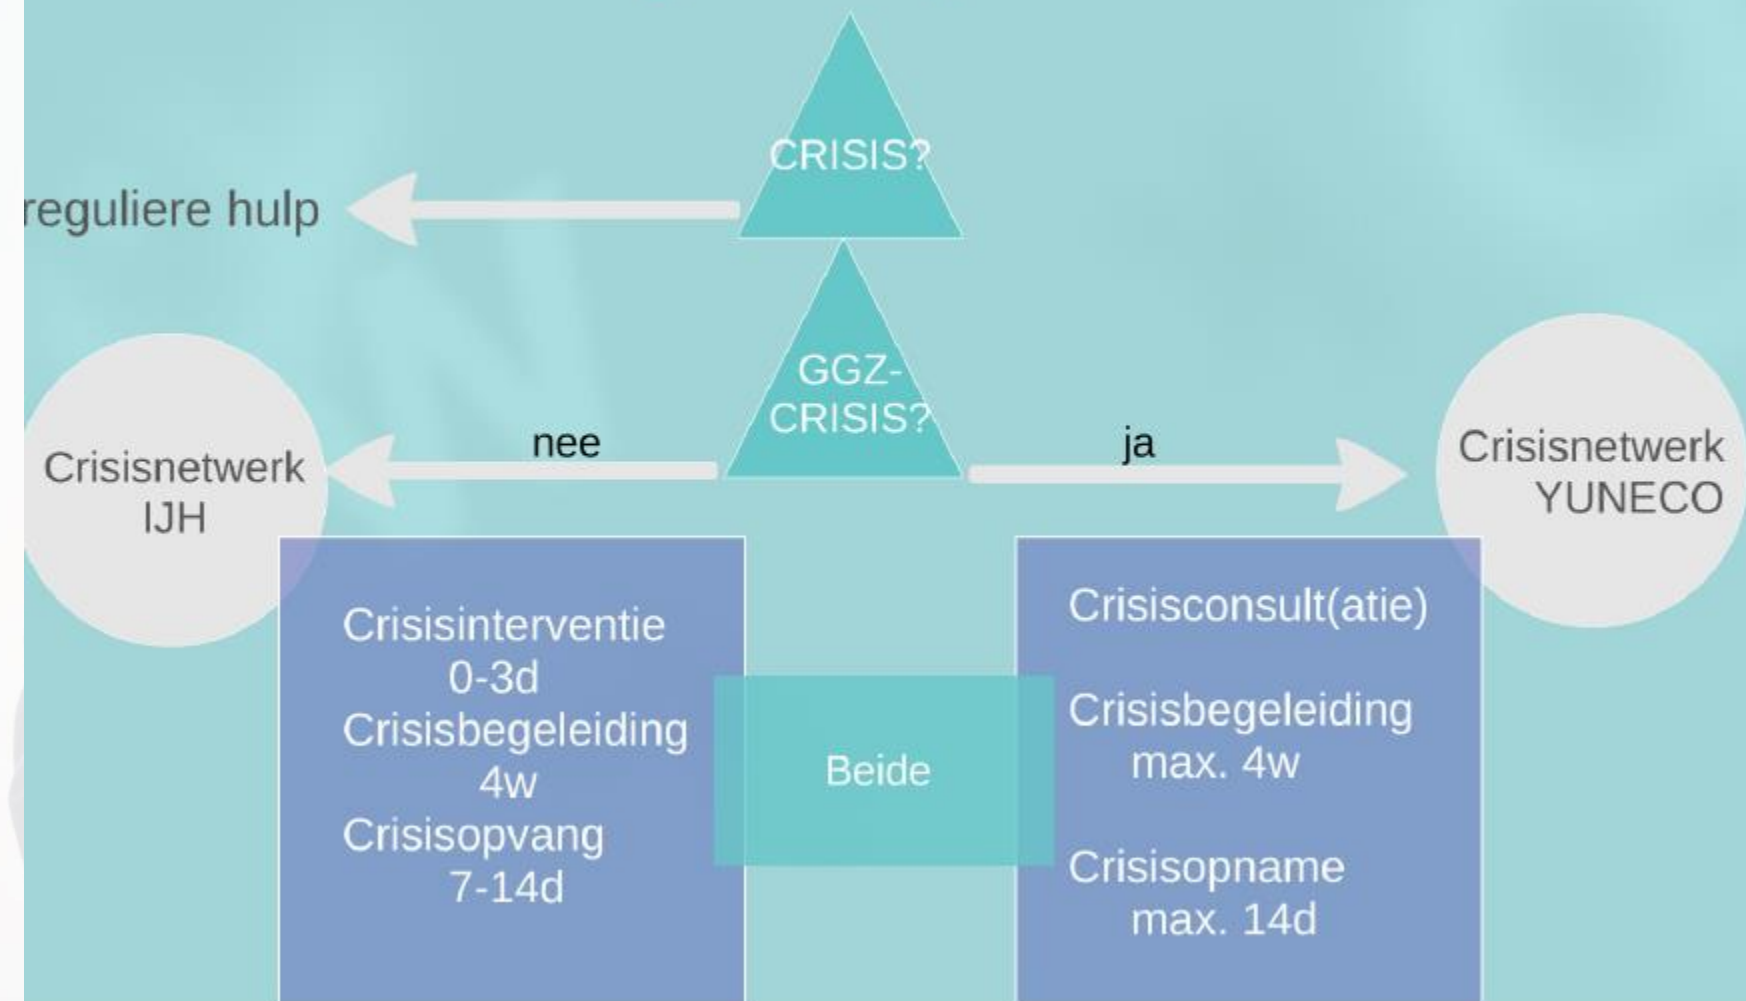 CRISIS?
reguliere hulp
GGZ-
CRISIS?
nee
ja
Crisisnetwerk
IJH
Crisisnetwerk
YUNECO
Crisisinterventie
0-3d
Crisisbegeleiding
4w
Crisisopvang
7-14d
Beide
Crisisconsult(atie)
Crisisbegeleiding
max. 4w
Crisisopname
max. 14d